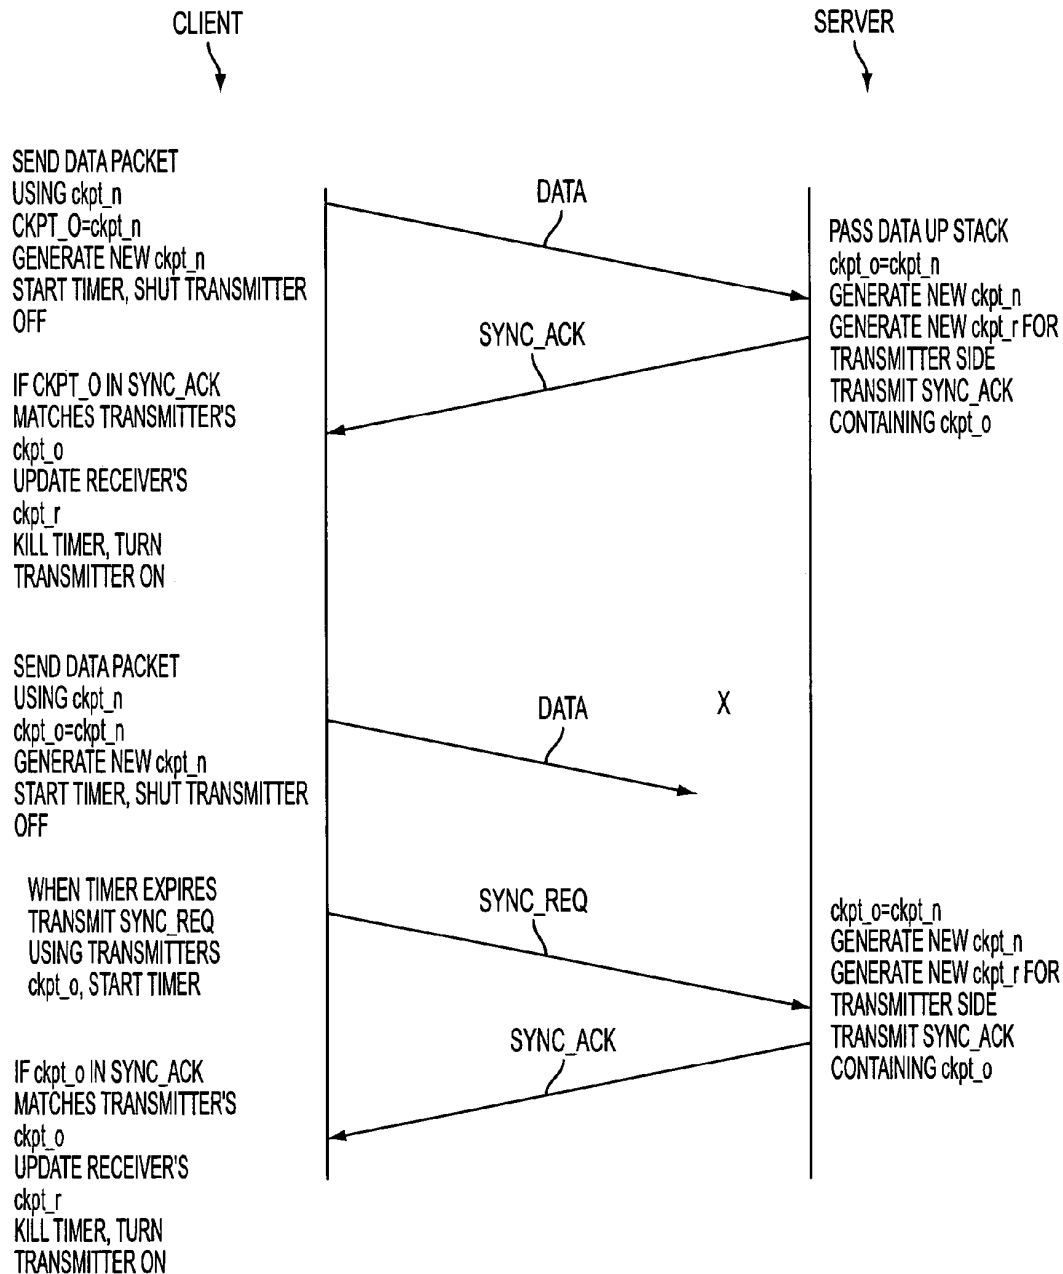 CLIENT
SERVER
SEND DATA PACKET
USING ckpt_n
CKPT_O=ckpt_n
GENERATE NEW ckpt_n
START TIMER, SHUT TRANSMITTER
OFF
DATA
PASS DATA UP STACK
ckpt_o=ckpt_n
GENERATE NEW ckpt_n
GENERATE NEW ckpt_r FOR
TRANSMITTER SIDE
TRANSMIT SYNC_ACK
CONTAINING ckpt_o
SYNC_ACK
IF CKPT_O IN SYNC_ACK
MATCHES TRANSMITTER'S
ckpt_o
UPDATE RECEIVER'S
ckpt_r
KILL TIMER, TURN
TRANSMITTER ON
SEND DATA PACKET
USING ckpt_n
ckpt_o=ckpt_n
GENERATE NEW ckpt_n
START TIMER, SHUT TRANSMITTER
OFF
DATA
X
WHEN TIMER EXPIRES
TRANSMIT SYNC_REQ
USING TRANSMITTERS
ckpt_o, START TIMER
SYNC_REQ
ckpt_o=ckpt_n
GENERATE NEW ckpt_n
GENERATE NEW ckpt_r FOR
TRANSMITTER SIDE
TRANSMIT SYNC_ACK
CONTAINING ckpt_o
SYNC_ACK
IF ckpt_o IN SYNC_ACK
MATCHES TRANSMITTER'S
ckpt_o
UPDATE RECEIVER'S
ckpt_r
KILL TIMER, TURN
TRANSMITTER ON